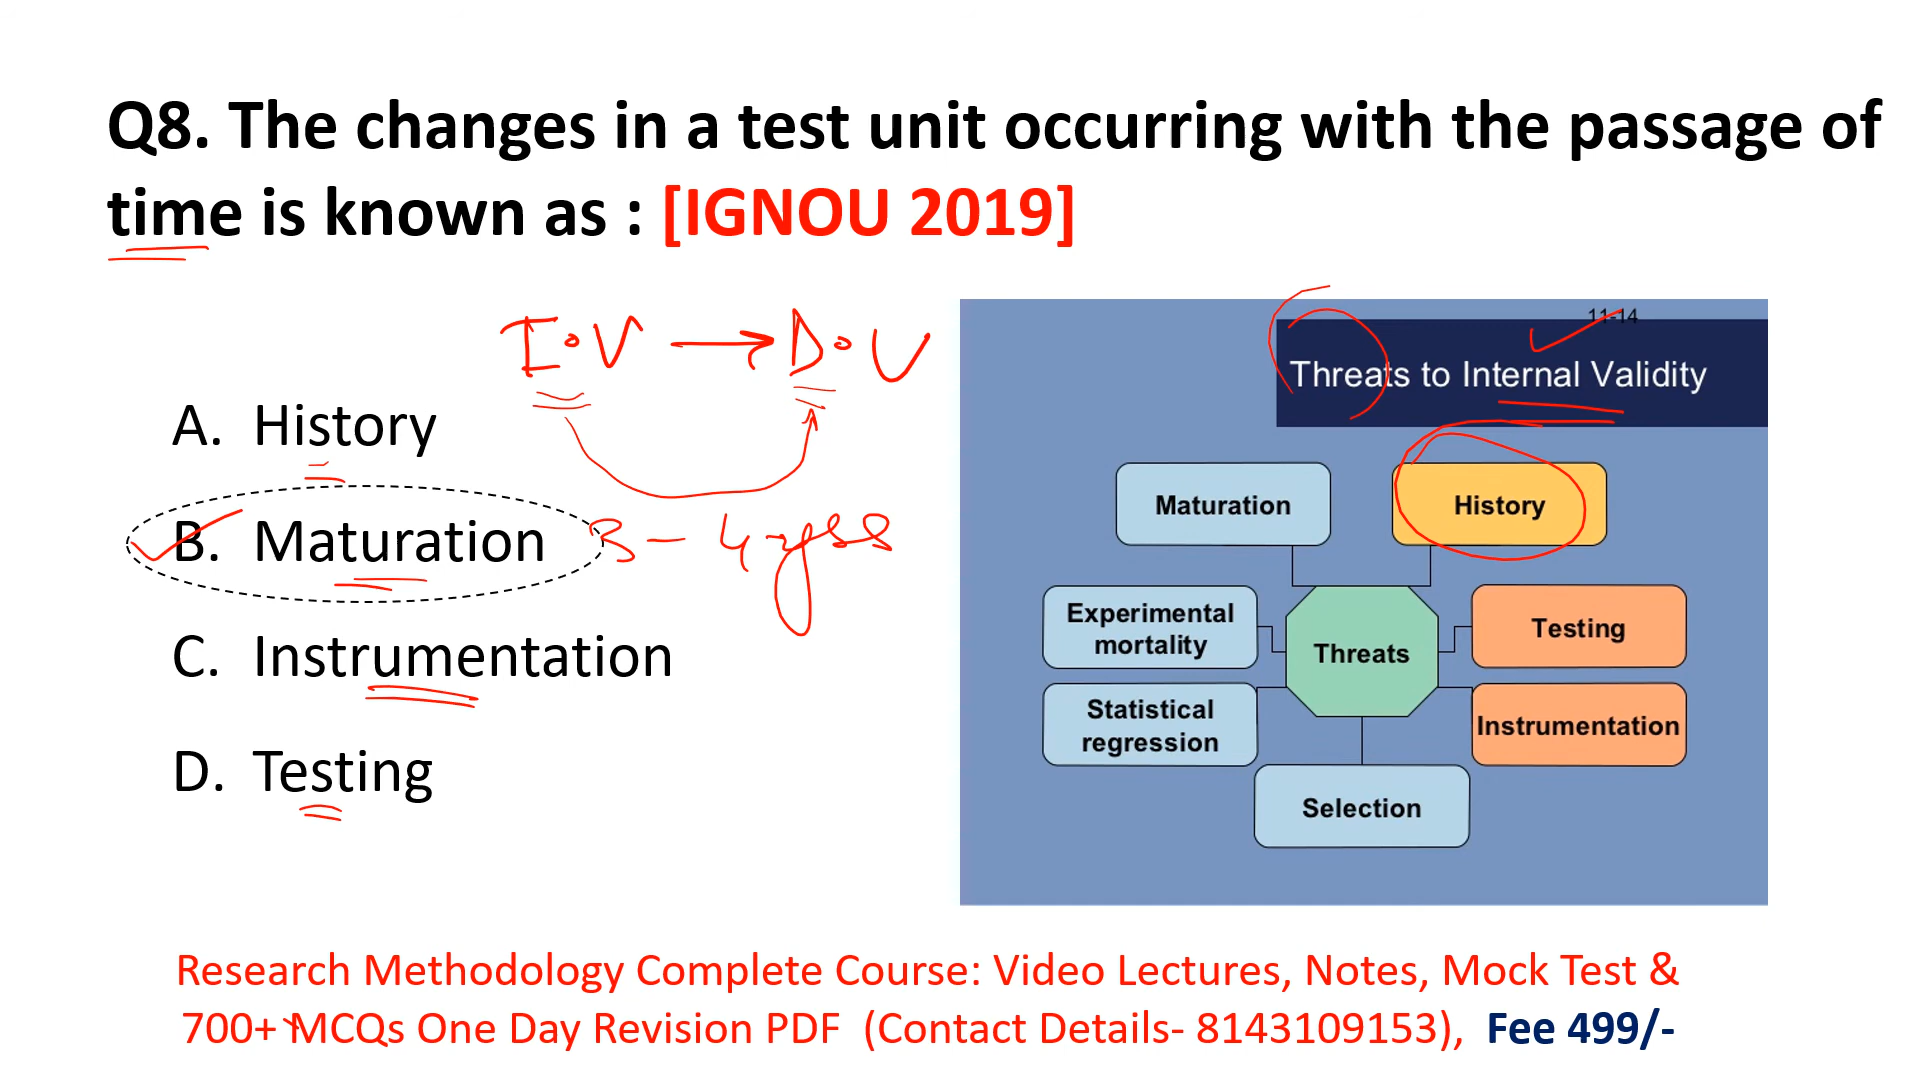 Q8. The changes in a test unit occurring with the passage of
time is known as : [IGNOU 2019]
I.V → D.V
A. History
B. Maturation
3 – 4 yrs
C. Instrumentation
D. Testing
11-14
Threats to Internal Validity
Maturation
History
Experimental
mortality
Threats
Testing
Statistical
regression
Instrumentation
Selection
Research Methodology Complete Course: Video Lectures, Notes, Mock Test &
700+ MCQs One Day Revision PDF (Contact Details- 8143109153), Fee 499/-